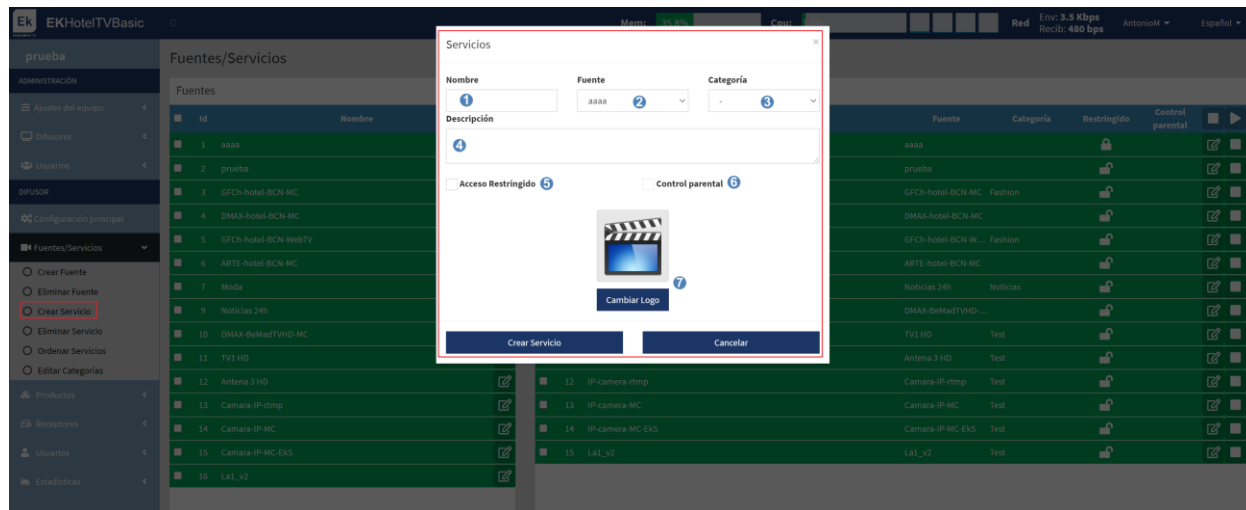 Ek EKHotelTVBasic
Mem: 35.8% Cpu:
Red Env: 3.5 Kbps AntonioM Español
Recib: 480 bps
prueba
ADMINISTRACIÓN
Ajustes del equipo
Difusores
Usuarios
DIFUSOR
Configuración principal
Fuentes/Servicios
Crear Fuente
Eliminar Fuente
Crear Servicio
Eliminar Servicio
Ordenar Servicios
Editar Categorías
Productos
Receptores
Usuarios
Estadísticas
Fuentes/Servicios
Fuentes
Id Nombre
1 aaaa
2 prueba
3 GFCh-hotel-BCN-MC
4 DMAX-hotel-BCN-MC
5 GFCh-hotel-BCN-WebTV
6 ARTE-hotel-BCN-MC
7 Moda
9 Noticias 24h
10 DMAX-BeMadTVHD-MC
11 TV1 HD
12 Antena 3 HD
13 Camara-IP-rtmp
14 Camara-IP-MC
15 Camara-IP-MC-EkS
16 La1_v2
Servicios ×
Nombre Fuente Categoría
1 aaaa 2 - 3
Descripción
4
Acceso Restringido 5 Control parental 6
7
Cambiar Logo
Crear Servicio Cancelar
Fuente Categoría Restringido Control parental
aaaa
prueba
GFCh-hotel-BCN-MC Fashion
DMAX-hotel-BCN-MC
GFCh-hotel-BCN-W... Fashion
ARTE-hotel-BCN-MC
Noticias 24h Noticias
DMAX-BeMadTVHD-...
TV1 HD Test
Antena 3 HD Test
12 IP-camera-rtmp Camara-IP-rtmp Test
13 IP-camera-MC Camara-IP-MC Test
14 IP-camera-MC-EkS Camara-IP-MC-EkS Test
15 La1_v2 La1_v2 Test